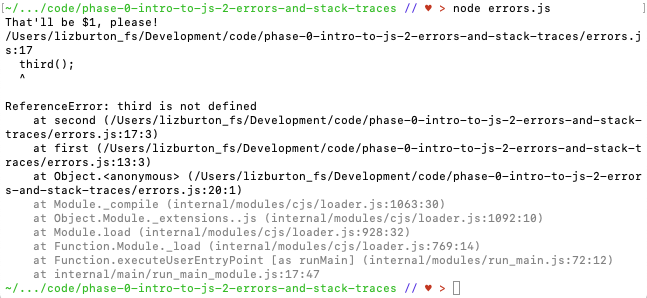 [~/.../code/phase-0-intro-to-js-2-errors-and-stack-traces // ♥ > node errors.js ]
That'll be $1, please!
/Users/lizburton_fs/Development/code/phase-0-intro-to-js-2-errors-and-stack-traces/errors.j
s:17
  third();
  ^

ReferenceError: third is not defined
    at second (/Users/lizburton_fs/Development/code/phase-0-intro-to-js-2-errors-and-stack-
traces/errors.js:17:3)
    at first (/Users/lizburton_fs/Development/code/phase-0-intro-to-js-2-errors-and-stack-t
races/errors.js:13:3)
    at Object.<anonymous> (/Users/lizburton_fs/Development/code/phase-0-intro-to-js-2-error
s-and-stack-traces/errors.js:20:1)
    at Module._compile (internal/modules/cjs/loader.js:1063:30)
    at Object.Module._extensions..js (internal/modules/cjs/loader.js:1092:10)
    at Module.load (internal/modules/cjs/loader.js:928:32)
    at Function.Module._load (internal/modules/cjs/loader.js:769:14)
    at Function.executeUserEntryPoint [as runMain] (internal/modules/run_main.js:72:12)
    at internal/main/run_main_module.js:17:47
~/.../code/phase-0-intro-to-js-2-errors-and-stack-traces // ♥ >